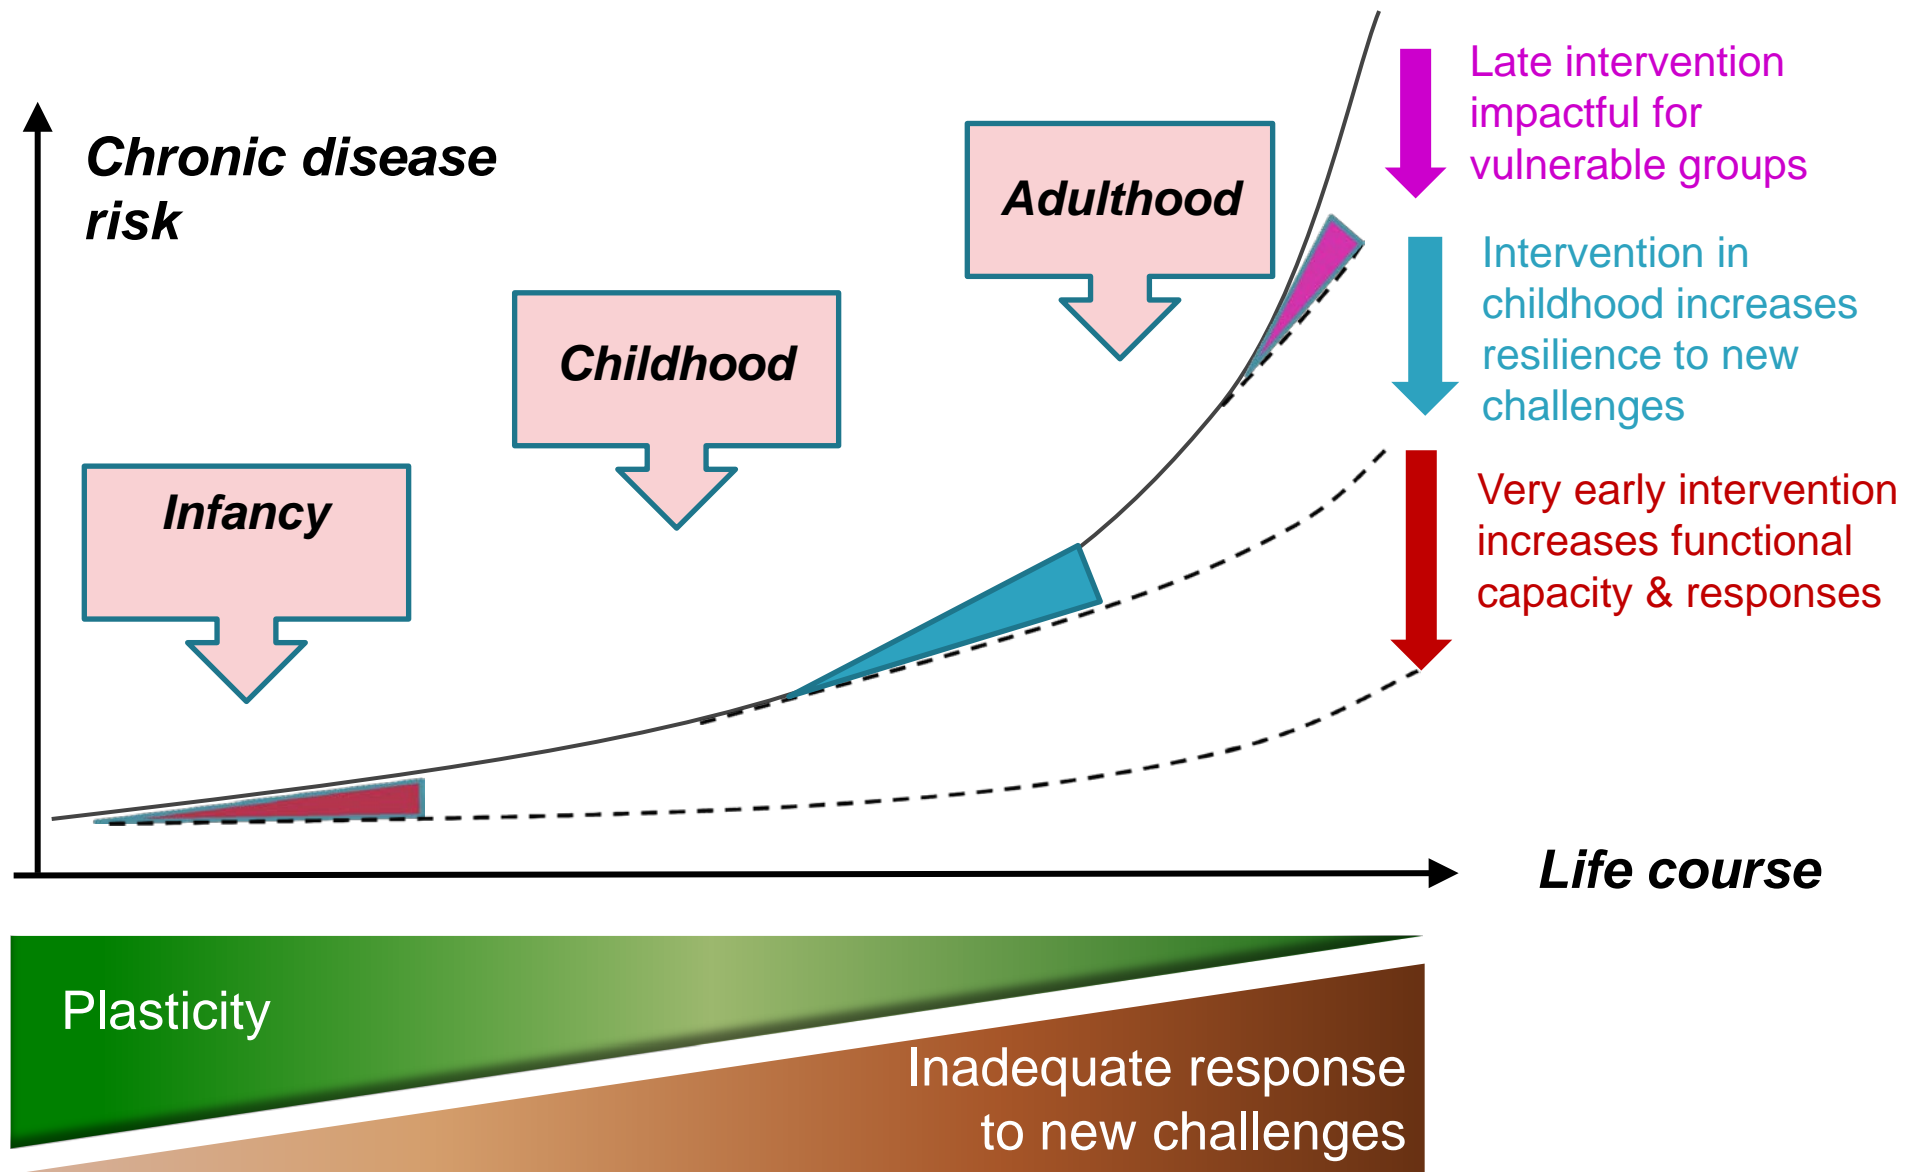 Chronic disease
risk
Infancy
Childhood
Adulthood
Late intervention
impactful for
vulnerable groups
Intervention in
childhood increases
resilience to new
challenges
Very early intervention
increases functional
capacity & responses
Life course
Plasticity
Inadequate response
to new challenges